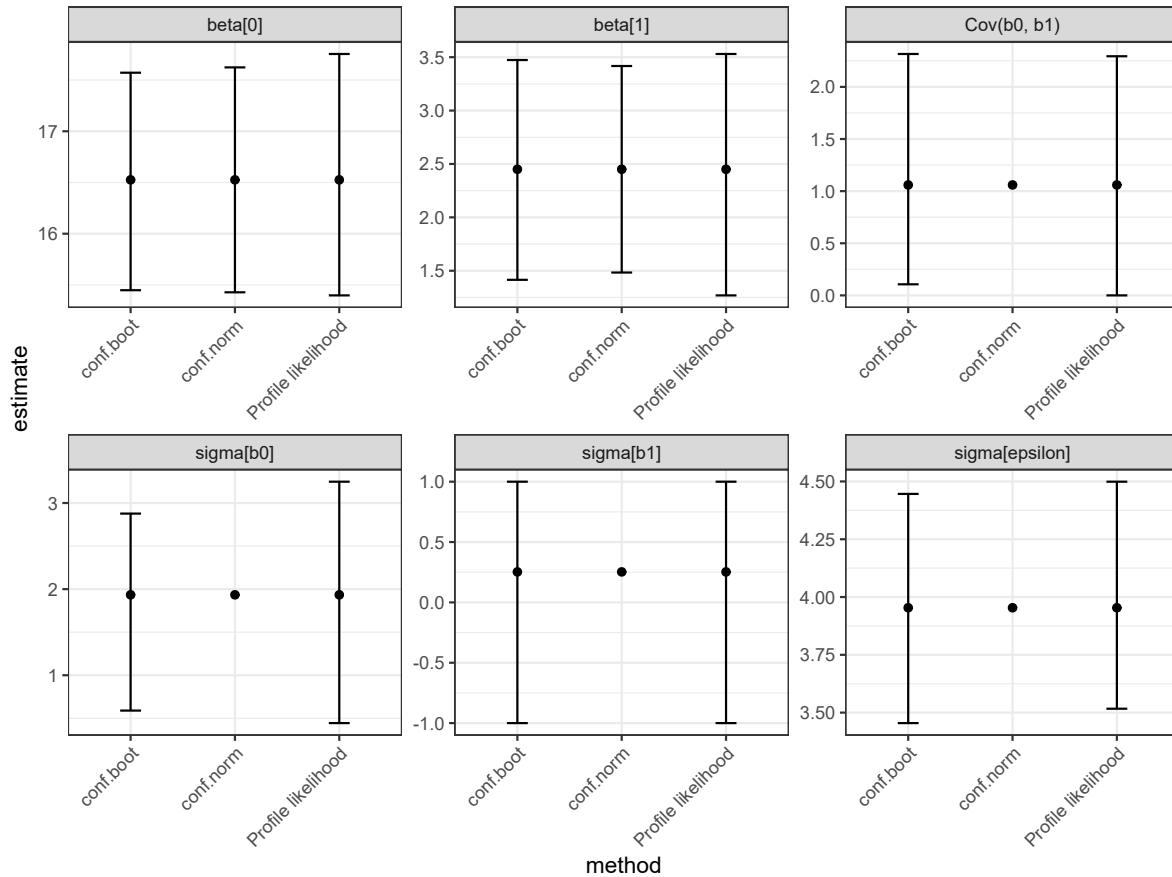 beta[0]
beta[1]
Cov(b0, b1)
17
16
3.5
3.0
2.5
2.0
1.5
2.0
1.5
1.0
0.5
0.0
conf.boot
conf.norm
Profile likelihood
conf.boot
conf.norm
Profile likelihood
conf.boot
conf.norm
Profile likelihood
estimate
sigma[b0]
sigma[b1]
sigma[epsilon]
3
2
1
1.0
0.5
0.0
-0.5
-1.0
4.50
4.25
4.00
3.75
3.50
conf.boot
conf.norm
Profile likelihood
conf.boot
conf.norm
Profile likelihood
conf.boot
conf.norm
Profile likelihood
method